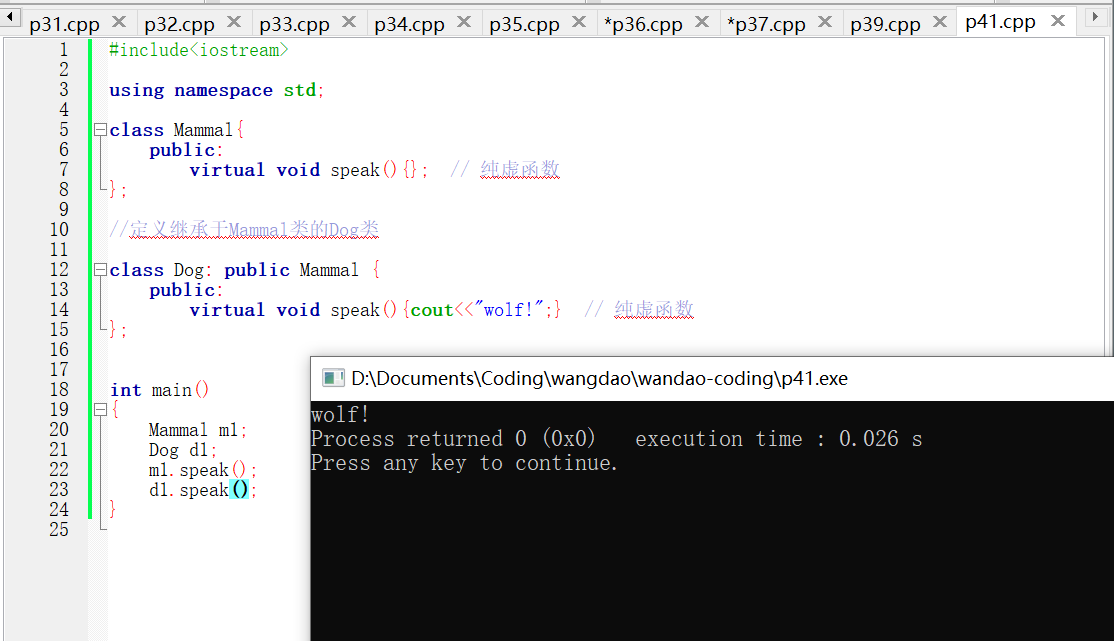 p31.cpp p32.cpp p33.cpp p34.cpp p35.cpp *p36.cpp *p37.cpp p39.cpp p41.cpp
1 #include<iostream>
2
3 using namespace std;
4
5 class Mammal{
6 public:
7 virtual void speak(){}; // 纯虚函数
8 };
9
10 //定义继承于Mammal类的Dog类
11
12 class Dog: public Mammal {
13 public:
14 virtual void speak(){cout<<"wolf!";} // 纯虚函数
15 };
16
17
18 int main()
19 {
20 Mammal m1;
21 Dog d1;
22 m1.speak();
23 d1.speak();
24 }
25
D:\Documents\Coding\wangdao\wandao-coding\p41.exe
wolf!
Process returned 0 (0x0) execution time : 0.026 s
Press any key to continue.